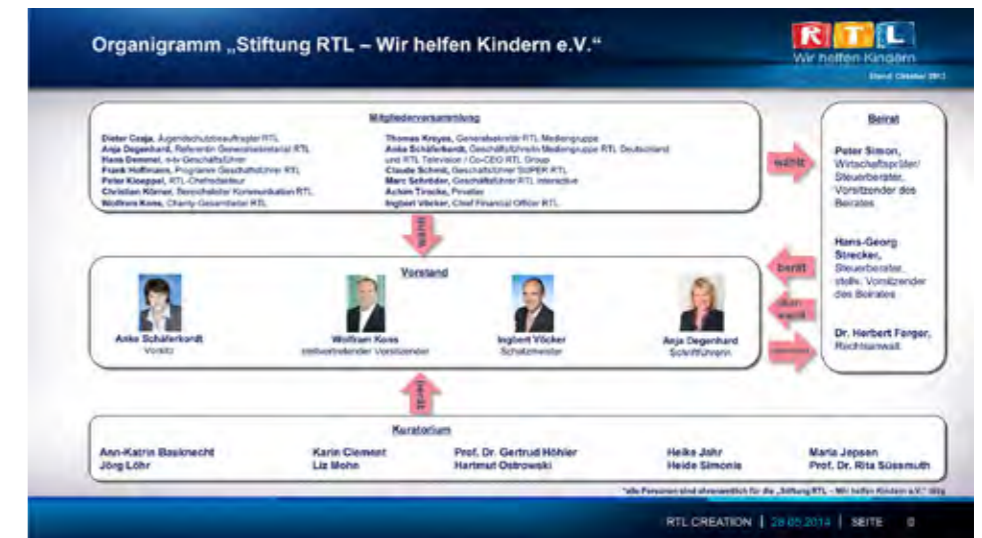 Organigramm „Stiftung RTL – Wir helfen Kindern e.V.“
RTL
Wir helfen Kindern
Stand: Oktober
Mitgliederversammlung
Dieter Czaja, Jugendschutzbeauftragter RTL
Anja Degenhard, Referentin Generalsekretariat RTL
Hans Demmel, n-tv Geschäftsführer
Frank Hoffmann, Programm Geschäftsführer RTL
Peter Kloeppel, RTL-Chefredakteur
Christian Körner, Bereichsleiter Kommunikation RTL
Wolfram Kons, Charity-Gesamtleiter RTL
Thomas Kreyes, Generalsekretär RTL Mediengruppe
Anke Schäferkordt, Geschäftsführerin Mediengruppe RTL Deutschland
und RTL Television / Co-CEO RTL Group
Claude Schmit, Geschäftsführer SUPER RTL
Marc Schröder, Geschäftsführer RTL interactive
Achim Tirocke, Privatier
Ingbert Vöcker, Chief Financial Officer RTL
wählt
Beirat
Peter Simon,
Wirtschaftsprüfer/
Steuerberater,
Vorsitzender des
Beirates
Hans-Georg
Strecker,
Steuerberater,
stellv. Vorsitzender
des Beirates
Dr. Herbert Ferger,
Rechtsanwalt
wählt
Vorstand
Anke Schäferkordt
Vorsitz
Wolfram Kons
stellvertretender Vorsitzender
Ingbert Vöcker
Schatzmeister
Anja Degenhard
Schriftführerin
berät
berät
Kuratorium
Ann-Katrin Bauknecht
Jörg Löhr
Karin Clement
Liz Mohn
Prof. Dr. Gertrud Höhler
Hartmut Ostrowski
Heike Jahr
Heide Simonis
Maria Jepsen
Prof. Dr. Rita Süssmuth
*alle Personen sind ehrenamtlich für die „Stiftung RTL – Wir helfen Kindern e.V.“ tätig
RTL CREATION | 28.05.2014 | SEITE 0